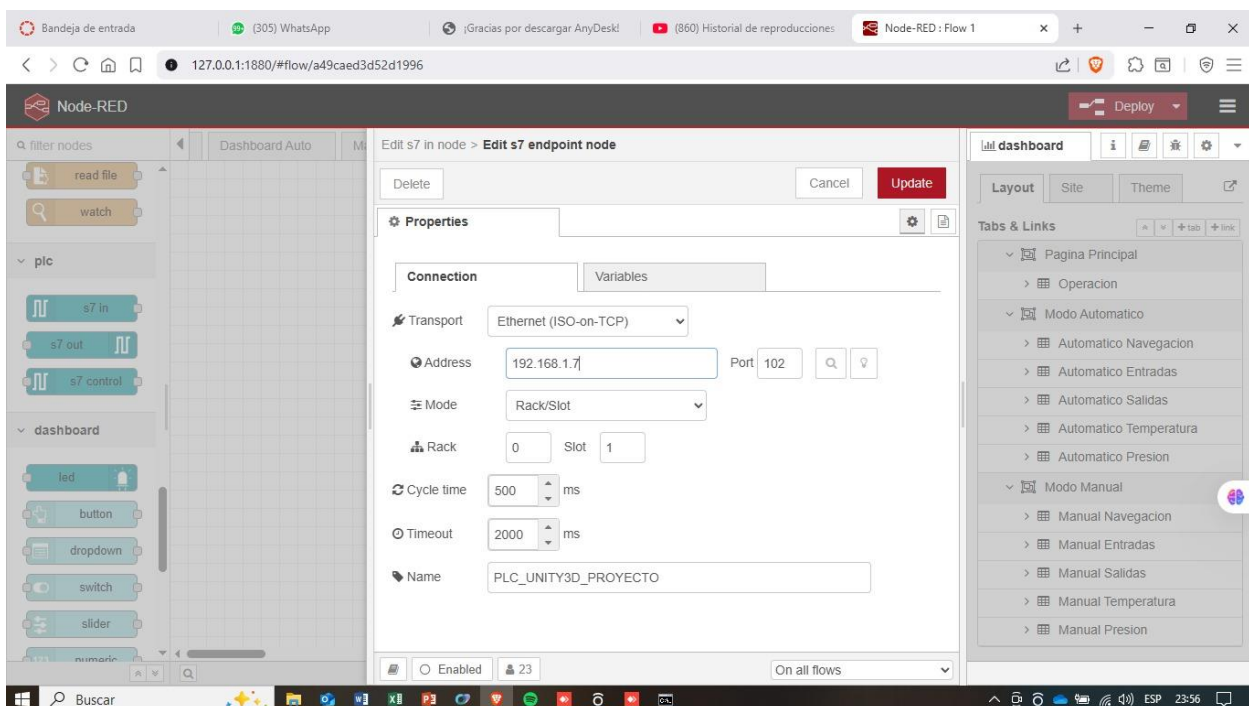 Bandeja de entrada
99+ (305) WhatsApp
¡Gracias por descargar AnyDesk!
(860) Historial de reproducciones
Node-RED : Flow 1
127.0.0.1:1880/#flow/a49caed3d52d1996
Node-RED
Deploy
filter nodes
Dashboard Auto
Edit s7 in node > Edit s7 endpoint node
dashboard
read file
Delete
Cancel
Update
Layout
Site
Theme
watch
Properties
Tabs & Links
tab
link
plc
Pagina Principal
Connection
Variables
Operacion
s7 in
Transport
Ethernet (ISO-on-TCP)
Modo Automatico
s7 out
Automatico Navegacion
Address
192.168.1.7
Port
102
Automatico Entradas
s7 control
Mode
Rack/Slot
Automatico Salidas
dashboard
Automatico Temperatura
Rack
0
Slot
1
Automatico Presion
led
Cycle time
500
ms
Modo Manual
button
Manual Navegacion
Timeout
2000
ms
dropdown
Manual Entradas
Name
PLC_UNITY3D_PROYECTO
switch
Manual Salidas
slider
Manual Temperatura
Manual Presion
numeric
Enabled
23
On all flows
Buscar
ESP
23:56